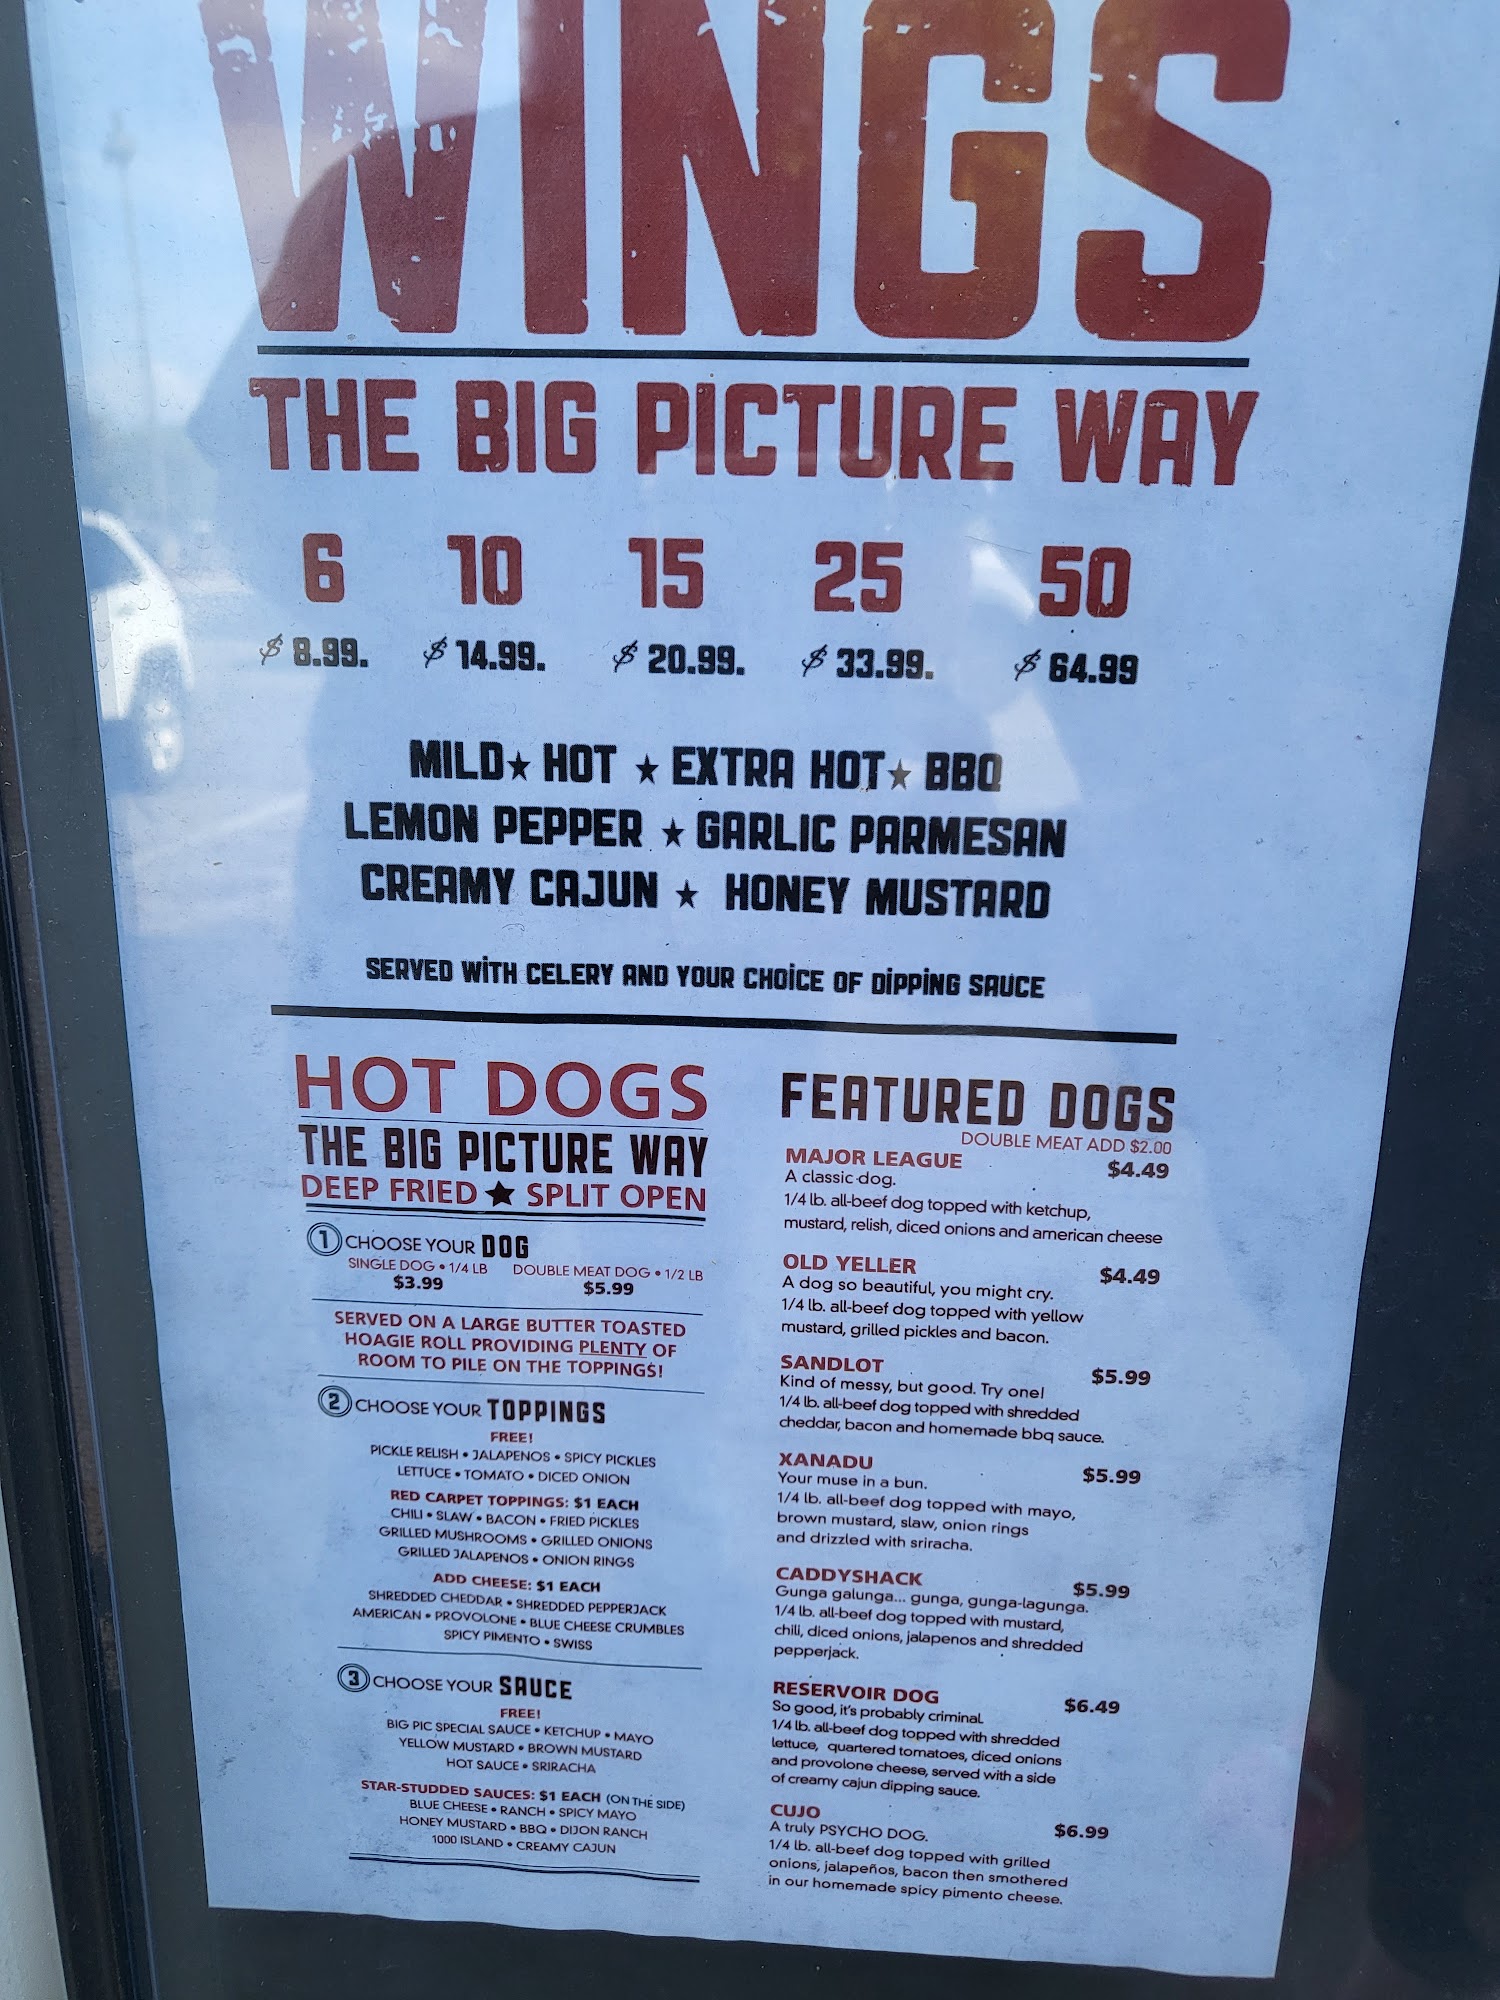 WINGS
THE BIG PICTURE WAY
6 10 15 25 50
$ 8.99. $ 14.99. $ 20.99. $ 33.99. $ 64.99
MILD★ HOT ★ EXTRA HOT★ BBQ
LEMON PEPPER ★ GARLIC PARMESAN
CREAMY CAJUN ★ HONEY MUSTARD
SERVED WITH CELERY AND YOUR CHOICE OF DIPPING SAUCE
HOT DOGS
THE BIG PICTURE WAY
DEEP FRIED ★ SPLIT OPEN
1 CHOOSE YOUR DOG
SINGLE DOG • 1/4 LB DOUBLE MEAT DOG • 1/2 LB
$3.99 $5.99
SERVED ON A LARGE BUTTER TOASTED
HOAGIE ROLL PROVIDING PLENTY OF
ROOM TO PILE ON THE TOPPINGS!
2 CHOOSE YOUR TOPPINGS
FREE!
PICKLE RELISH • JALAPENOS • SPICY PICKLES
LETTUCE • TOMATO • DICED ONION
RED CARPET TOPPINGS: $1 EACH
CHILI • SLAW • BACON • FRIED PICKLES
GRILLED MUSHROOMS • GRILLED ONIONS
GRILLED JALAPENOS • ONION RINGS
ADD CHEESE: $1 EACH
SHREDDED CHEDDAR • SHREDDED PEPPERJACK
AMERICAN • PROVOLONE • BLUE CHEESE CRUMBLES
SPICY PIMENTO • SWISS
3 CHOOSE YOUR SAUCE
FREE!
BIG PIC SPECIAL SAUCE • KETCHUP • MAYO
YELLOW MUSTARD • BROWN MUSTARD
HOT SAUCE • SRIRACHA
STAR-STUDDED SAUCES: $1 EACH (ON THE SIDE)
BLUE CHEESE • RANCH • SPICY MAYO
HONEY MUSTARD • BBQ • DIJON RANCH
1000 ISLAND • CREAMY CAJUN
FEATURED DOGS
DOUBLE MEAT ADD $2.00
MAJOR LEAGUE $4.49
A classic dog.
1/4 lb. all-beef dog topped with ketchup,
mustard, relish, diced onions and american cheese
OLD YELLER $4.49
A dog so beautiful, you might cry.
1/4 lb. all-beef dog topped with yellow
mustard, grilled pickles and bacon.
SANDLOT $5.99
Kind of messy, but good. Try one!
1/4 lb. all-beef dog topped with shredded
cheddar, bacon and homemade bbq sauce.
XANADU $5.99
Your muse in a bun.
1/4 lb. all-beef dog topped with mayo,
brown mustard, slaw, onion rings
and drizzled with sriracha.
CADDYSHACK $5.99
Gunga galunga... gunga, gunga-lagunga.
1/4 lb. all-beef dog topped with mustard,
chili, diced onions, jalapenos and shredded
pepperjack.
RESERVOIR DOG $6.49
So good, it's probably criminal.
1/4 lb. all-beef dog topped with shredded
lettuce, quartered tomatoes, diced onions
and provolone cheese, served with a side
of creamy cajun dipping sauce.
CUJO $6.99
A truly PSYCHO DOG.
1/4 lb. all-beef dog topped with grilled
onions, jalapeños, bacon then smothered
in our homemade spicy pimento cheese.